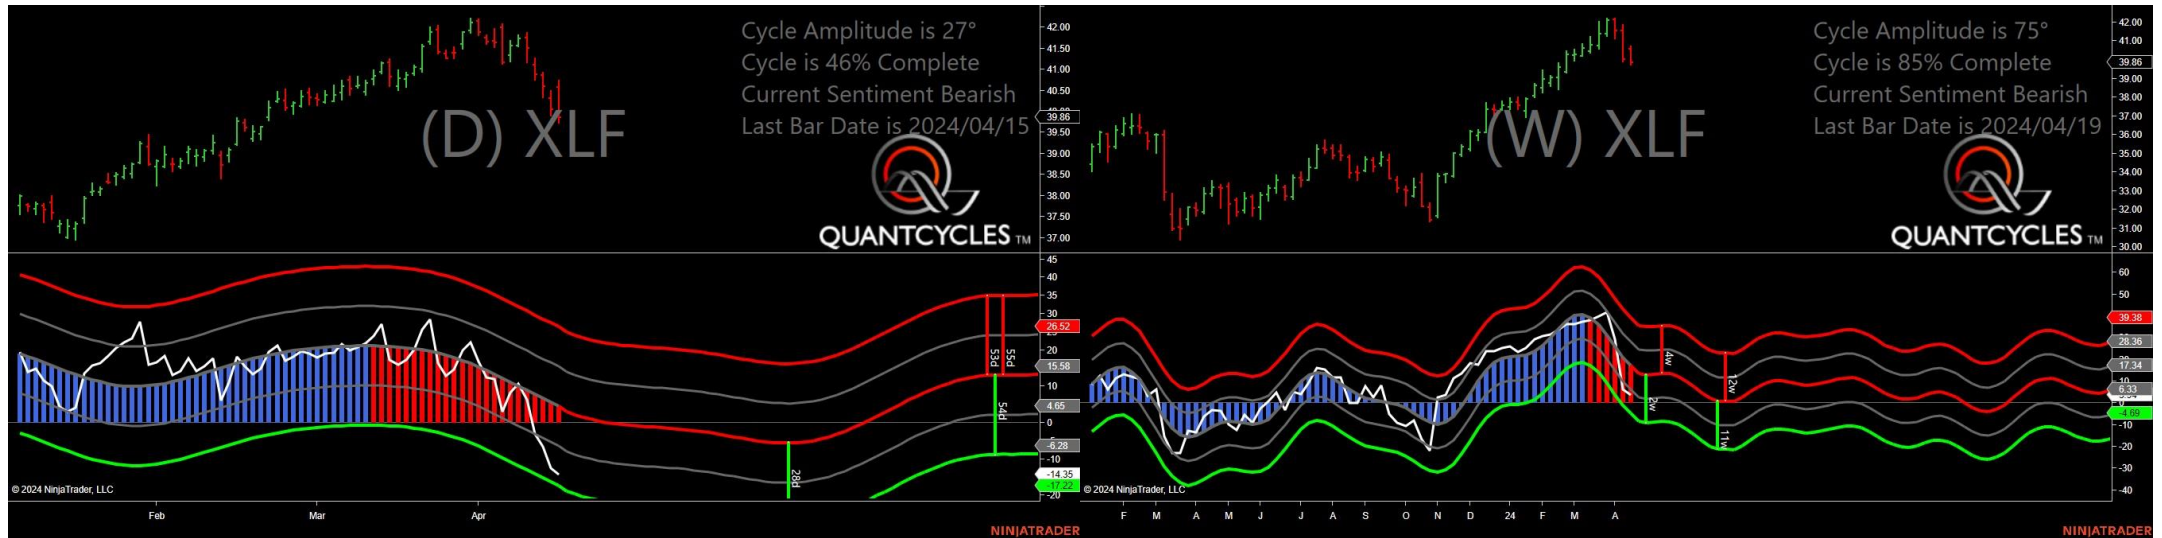 Cycle Amplitude is 27°
Cycle is 46% Complete
Current Sentiment Bearish
Last Bar Date is 2024/04/15
(D) XLF
QUANTCYCLES TM
42.00
41.50
41.00
40.50
39.86
39.50
39.00
38.50
38.00
37.50
37.00
45
40
35
30
26.52
20
15.58
10
4.65
0
-6.28
-10
-14.35
-17.22
-20
53d
55d
54d
28d
© 2024 NinjaTrader, LLC
Feb Mar Apr
NINJATRADER
Cycle Amplitude is 75°
Cycle is 85% Complete
Current Sentiment Bearish
Last Bar Date is 2024/04/19
(W) XLF
QUANTCYCLES TM
42.00
41.00
39.86
39.00
38.00
37.00
36.00
35.00
34.00
33.00
32.00
31.00
30.00
60
50
39.38
28.36
17.34
6.33
-4.69
-10
-20
-30
-40
4w
12w
2w
11w
© 2024 NinjaTrader, LLC
F M A M J J A S O N D 24 F M A
NINJATRADER